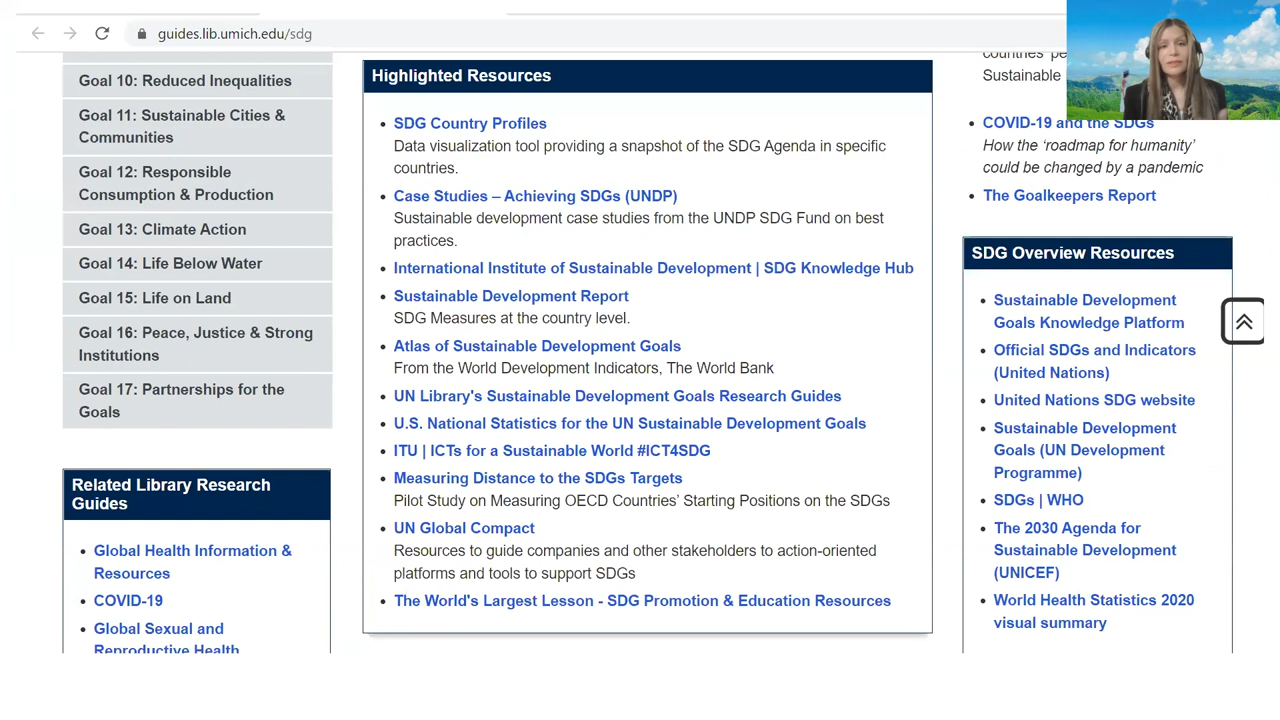 guides.lib.umich.edu/sdg
Goal 10: Reduced Inequalities
Goal 11: Sustainable Cities &
Communities
Goal 12: Responsible
Consumption & Production
Goal 13: Climate Action
Goal 14: Life Below Water
Goal 15: Life on Land
Goal 16: Peace, Justice & Strong
Institutions
Goal 17: Partnerships for the
Goals
Related Library Research
Guides
Global Health Information &
Resources
COVID-19
Global Sexual and
Reproductive Health
Highlighted Resources
SDG Country Profiles
Data visualization tool providing a snapshot of the SDG Agenda in specific
countries.
Case Studies – Achieving SDGs (UNDP)
Sustainable development case studies from the UNDP SDG Fund on best
practices.
International Institute of Sustainable Development | SDG Knowledge Hub
Sustainable Development Report
SDG Measures at the country level.
Atlas of Sustainable Development Goals
From the World Development Indicators, The World Bank
UN Library's Sustainable Development Goals Research Guides
U.S. National Statistics for the UN Sustainable Development Goals
ITU | ICTs for a Sustainable World #ICT4SDG
Measuring Distance to the SDGs Targets
Pilot Study on Measuring OECD Countries' Starting Positions on the SDGs
UN Global Compact
Resources to guide companies and other stakeholders to action-oriented
platforms and tools to support SDGs
The World's Largest Lesson - SDG Promotion & Education Resources
countries
Sustainable
COVID-19 and the SDGs
How the ‘roadmap for humanity’
could be changed by a pandemic
The Goalkeepers Report
SDG Overview Resources
Sustainable Development
Goals Knowledge Platform
Official SDGs and Indicators
(United Nations)
United Nations SDG website
Sustainable Development
Goals (UN Development
Programme)
SDGs | WHO
The 2030 Agenda for
Sustainable Development
(UNICEF)
World Health Statistics 2020
visual summary